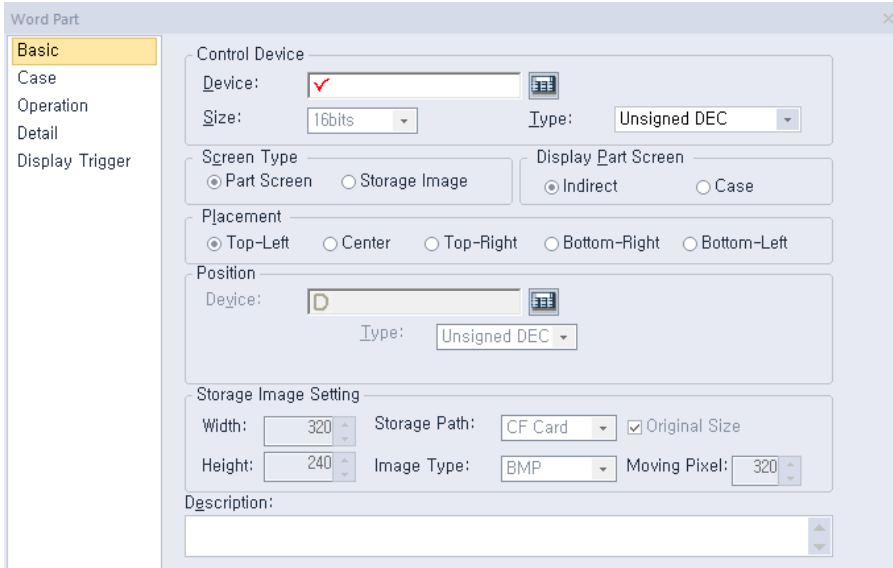 Word Part
Basic
Case
Operation
Detail
Display Trigger
Control Device
Device:
Size: 16bits Type: Unsigned DEC
Screen Type
Part Screen Storage Image
Display Part Screen
Indirect Case
Placement
Top-Left Center Top-Right Bottom-Right Bottom-Left
Position
Device: D
Type: Unsigned DEC
Storage Image Setting
Width: 320 Storage Path: CF Card Original Size
Height: 240 Image Type: BMP Moving Pixel: 320
Description: